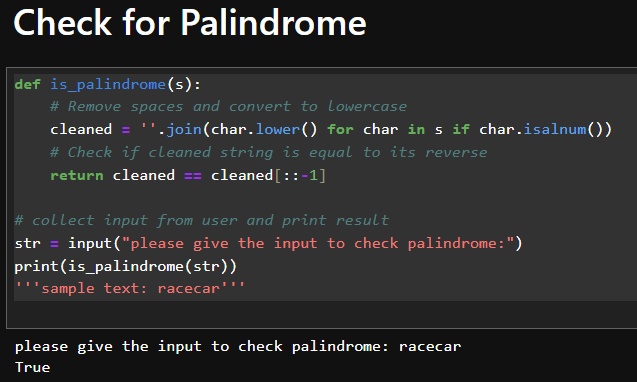 Check for Palindrome
def is_palindrome(s):
    # Remove spaces and convert to lowercase
    cleaned = ''.join(char.lower() for char in s if char.isalnum())
    # Check if cleaned string is equal to its reverse
    return cleaned == cleaned[::-1]
# collect input from user and print result
str = input("please give the input to check palindrome:")
print(is_palindrome(str))
'''sample text: racecar'''
please give the input to check palindrome: racecar
True